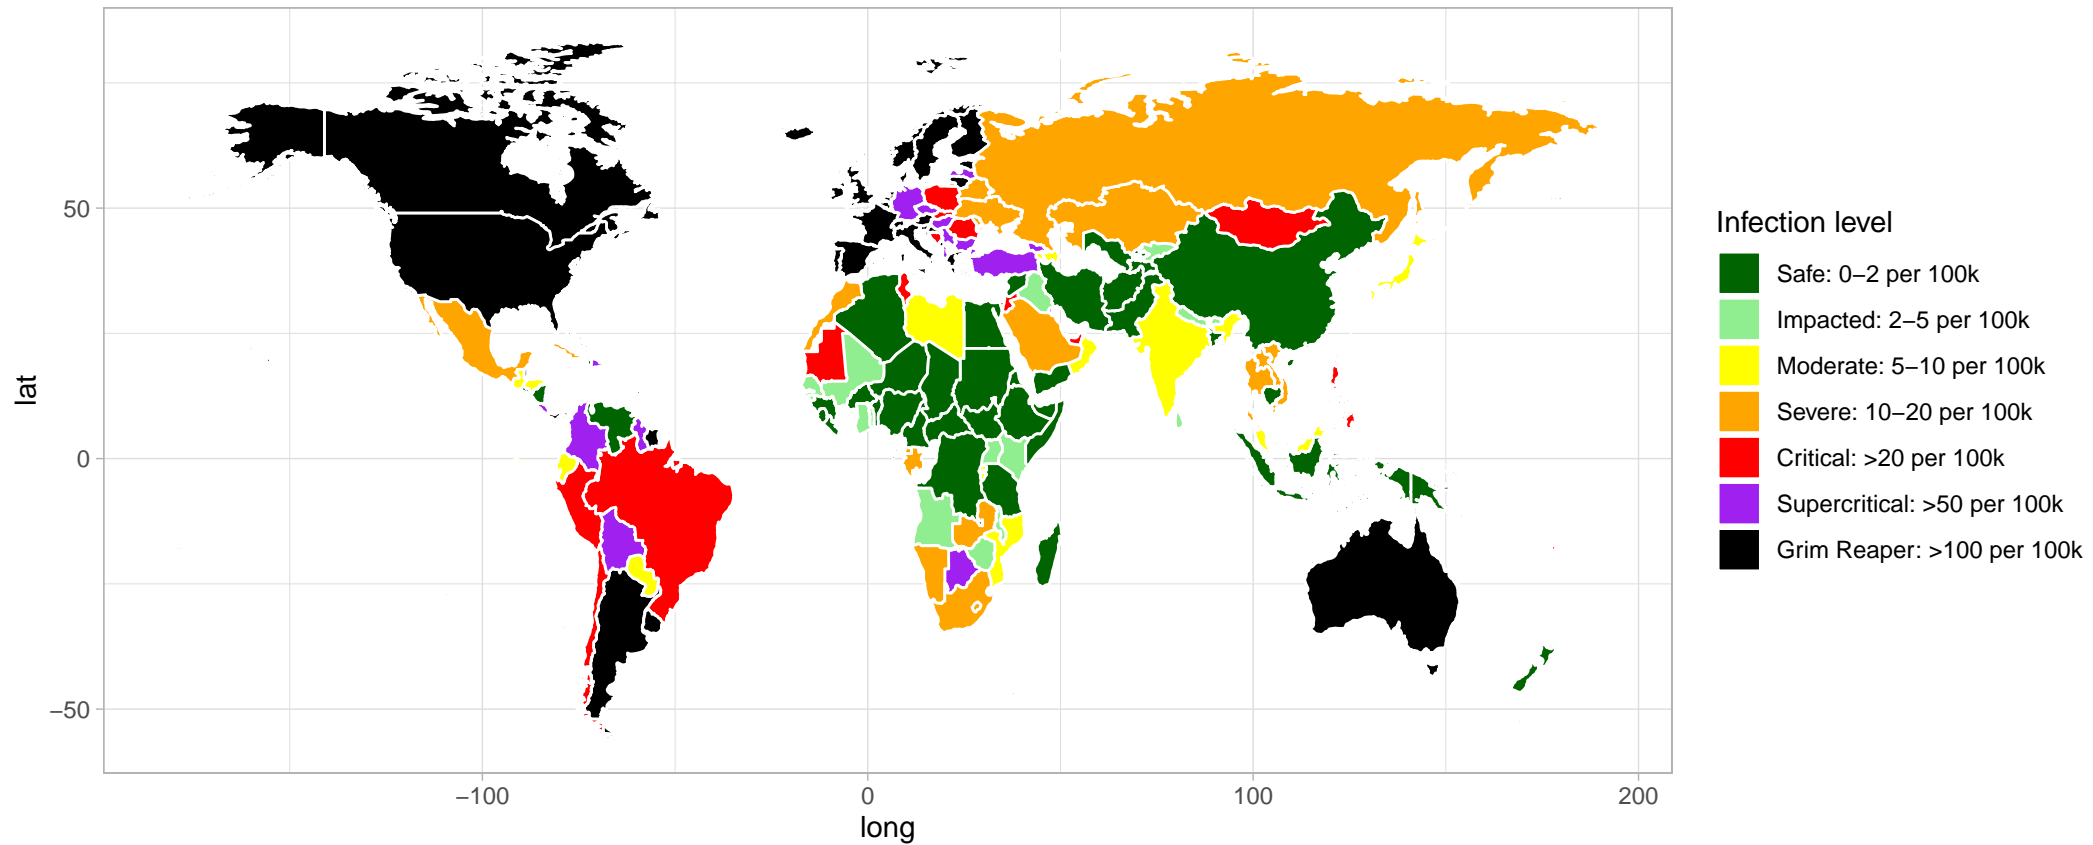 50
0
−50
lat
−100
0
100
200
long
Infection level
Safe: 0−2 per 100k
Impacted: 2−5 per 100k
Moderate: 5−10 per 100k
Severe: 10−20 per 100k
Critical: >20 per 100k
Supercritical: >50 per 100k
Grim Reaper: >100 per 100k